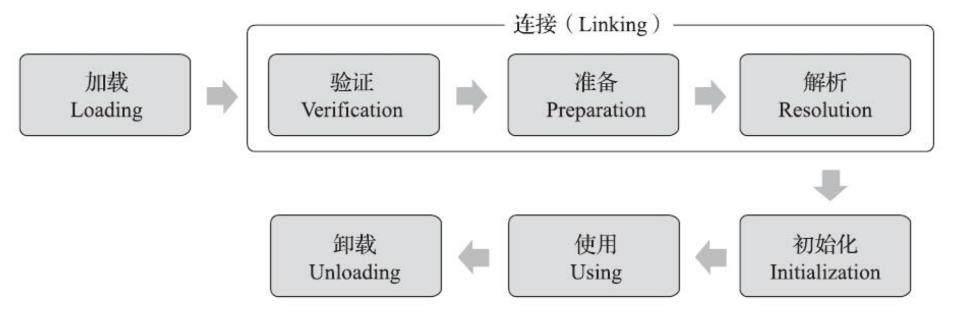 连接（Linking）
加载
Loading
验证
Verification
准备
Preparation
解析
Resolution
初始化
Initialization
使用
Using
卸载
Unloading